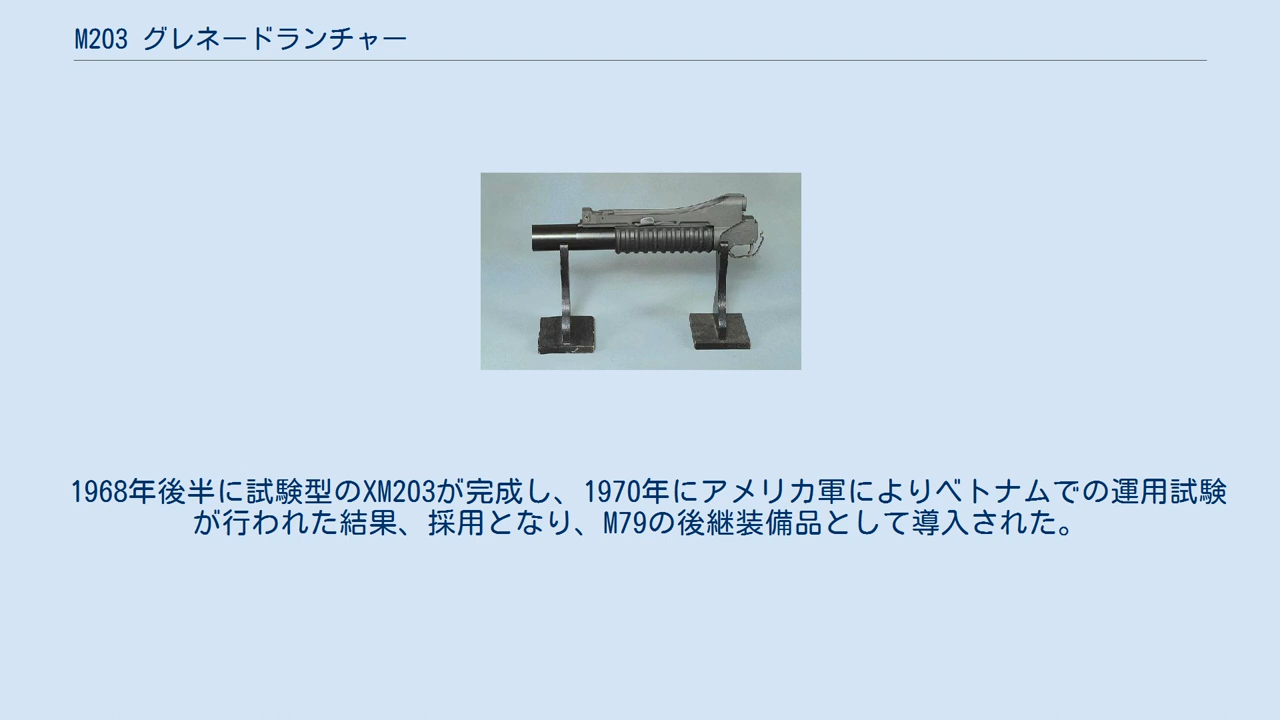 M203 グレネードランチャー
1968年後半に試験型のXM203が完成し、1970年にアメリカ軍によりベトナムでの運用試験
が行われた結果、採用となり、M79の後継装備品として導入された。